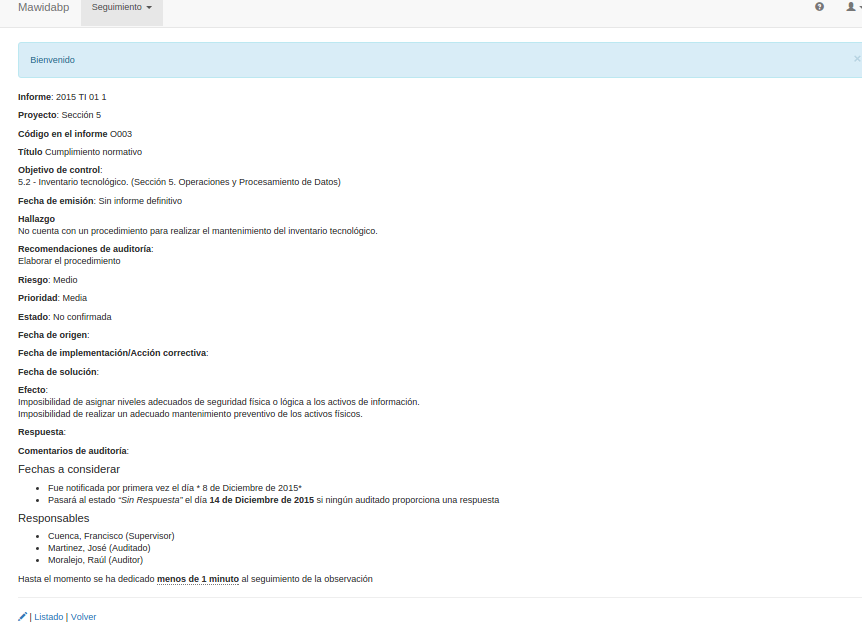 Mawidabp Seguimiento
Bienvenido ×
Informe: 2015 TI 01 1
Proyecto: Sección 5
Código en el informe O003
Título Cumplimiento normativo
Objetivo de control:
5.2 - Inventario tecnológico. (Sección 5. Operaciones y Procesamiento de Datos)
Fecha de emisión: Sin informe definitivo
Hallazgo
No cuenta con un procedimiento para realizar el mantenimiento del inventario tecnológico.
Recomendaciones de auditoría:
Elaborar el procedimiento
Riesgo: Medio
Prioridad: Media
Estado: No confirmada
Fecha de origen:
Fecha de implementación/Acción correctiva:
Fecha de solución:
Efecto:
Imposibilidad de asignar niveles adecuados de seguridad física o lógica a los activos de información.
Imposibilidad de realizar un adecuado mantenimiento preventivo de los activos físicos.
Respuesta:
Comentarios de auditoría:
Fechas a considerar
• Fue notificada por primera vez el día * 8 de Diciembre de 2015*
• Pasará al estado “Sin Respuesta” el día 14 de Diciembre de 2015 si ningún auditado proporciona una respuesta
Responsables
• Cuenca, Francisco (Supervisor)
• Martinez, José (Auditado)
• Moralejo, Raúl (Auditor)
Hasta el momento se ha dedicado menos de 1 minuto al seguimiento de la observación
| Listado | Volver